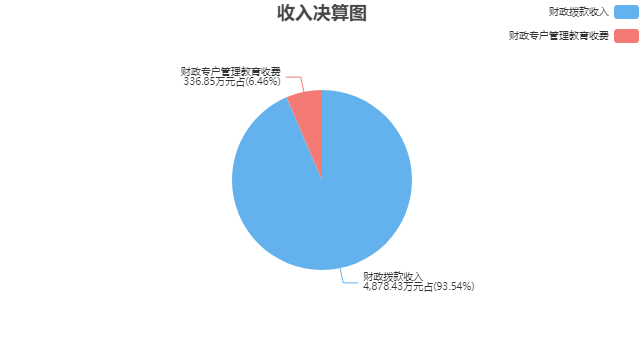 收入决算图
财政拨款收入
财政专户管理教育收费
财政专户管理教育收费
336.85万元占(6.46%)
财政拨款收入
4,878.43万元占(93.54%)